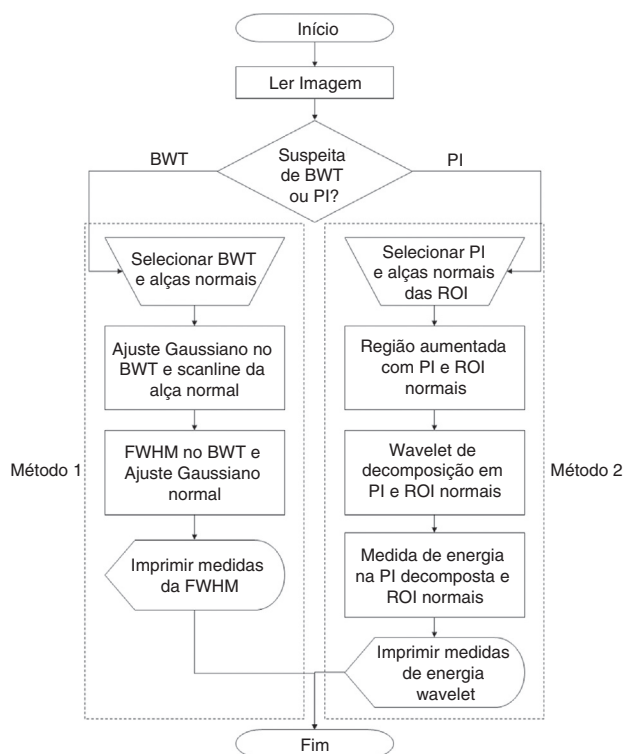 Início
Ler Imagem
Suspeita
de BWT
ou PI?
BWT
PI
Método 1
Selecionar BWT
e alças normais
Ajuste Gaussiano no
BWT e scanline da
alça normal
FWHM no BWT e
Ajuste Gaussiano
normal
Imprimir medidas
da FWHM
Selecionar PI
e alças normais
das ROI
Região aumentada
com PI e ROI
normais
Wavelet de
decomposição em
PI e ROI normais
Medida de energia
na PI decomposta e
ROI normais
Imprimir medidas
de energia
wavelet
Método 2
Fim